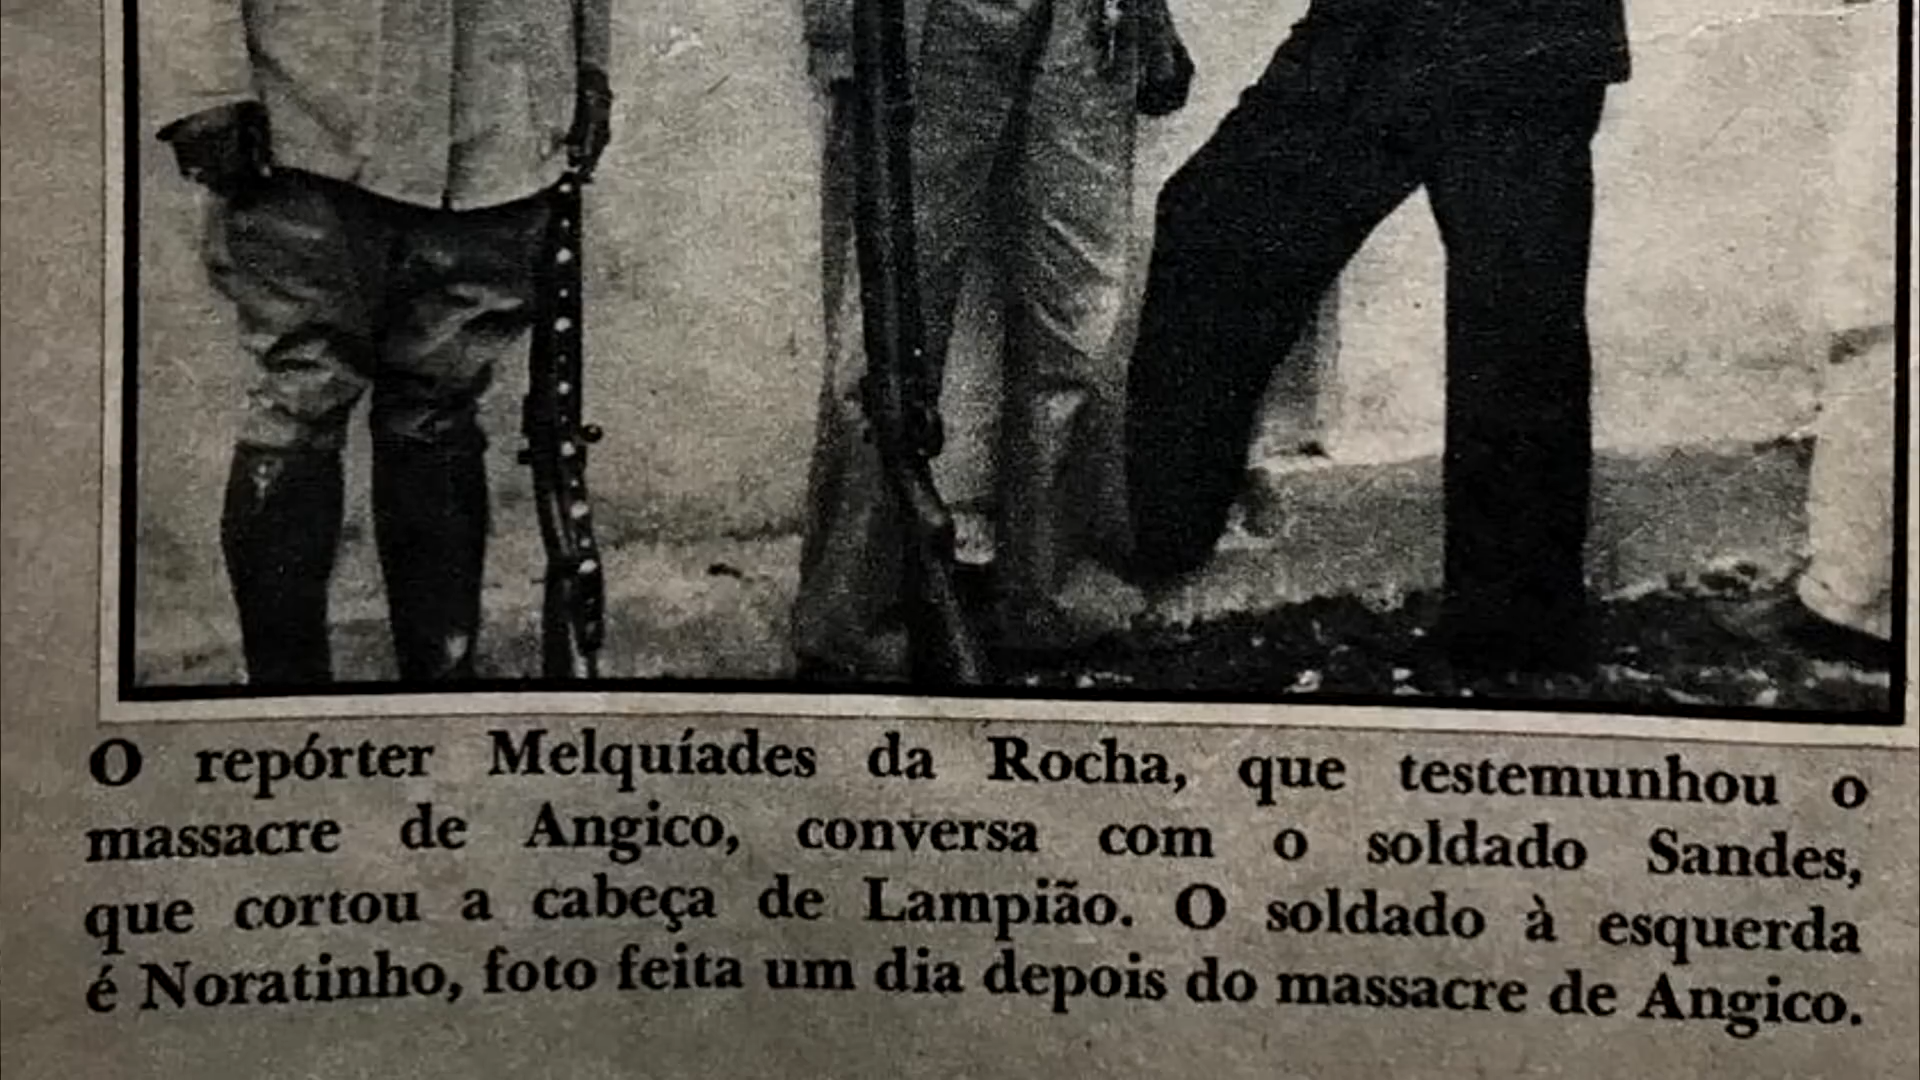 O repórter Melquíades da Rocha, que testemunhou o
massacre de Angico, conversa com o soldado Sandes,
que cortou a cabeça de Lampião. O soldado à esquerda
é Noratinho, foto feita um dia depois do massacre de Angico.